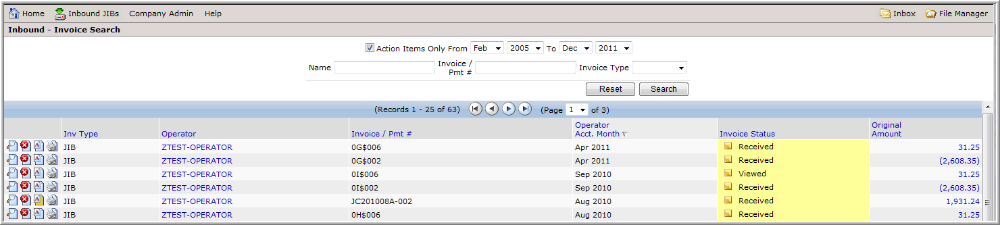 Home Inbound JIBs Company Admin Help Inbox File Manager
Inbound - Invoice Search
Action Items Only From Feb 2005 To Dec 2011
Name Invoice / Pmt # Invoice Type
Reset Search
(Records 1 - 25 of 63) (Page 1 of 3)
Inv Type Operator Invoice / Pmt # Operator Acct. Month Invoice Status Original Amount
JIB ZTEST-OPERATOR 0G$006 Apr 2011 Received 31.25
JIB ZTEST-OPERATOR 0G$002 Apr 2011 Received (2,608.35)
JIB ZTEST-OPERATOR 0I$006 Sep 2010 Viewed 31.25
JIB ZTEST-OPERATOR 0I$002 Sep 2010 Received (2,608.35)
JIB ZTEST-OPERATOR JC201008A-002 Aug 2010 Received 1,931.24
JIB ZTEST-OPERATOR 0H$006 Aug 2010 Received 31.25